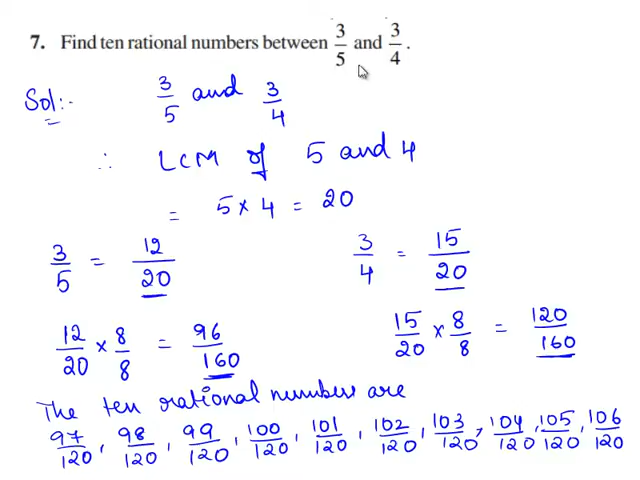 7. Find ten rational numbers between 3/5 and 3/4.
Sol:- 3/5 and 3/4
∴ LCM of 5 and 4
= 5 × 4 = 20
3/5 = 12/20 3/4 = 15/20
12/20 × 8/8 = 96/160 15/20 × 8/8 = 120/160
The ten rational numbers are
97/120, 98/120, 99/120, 100/120, 101/120, 102/120, 103/120, 104/120, 105/120, 106/120